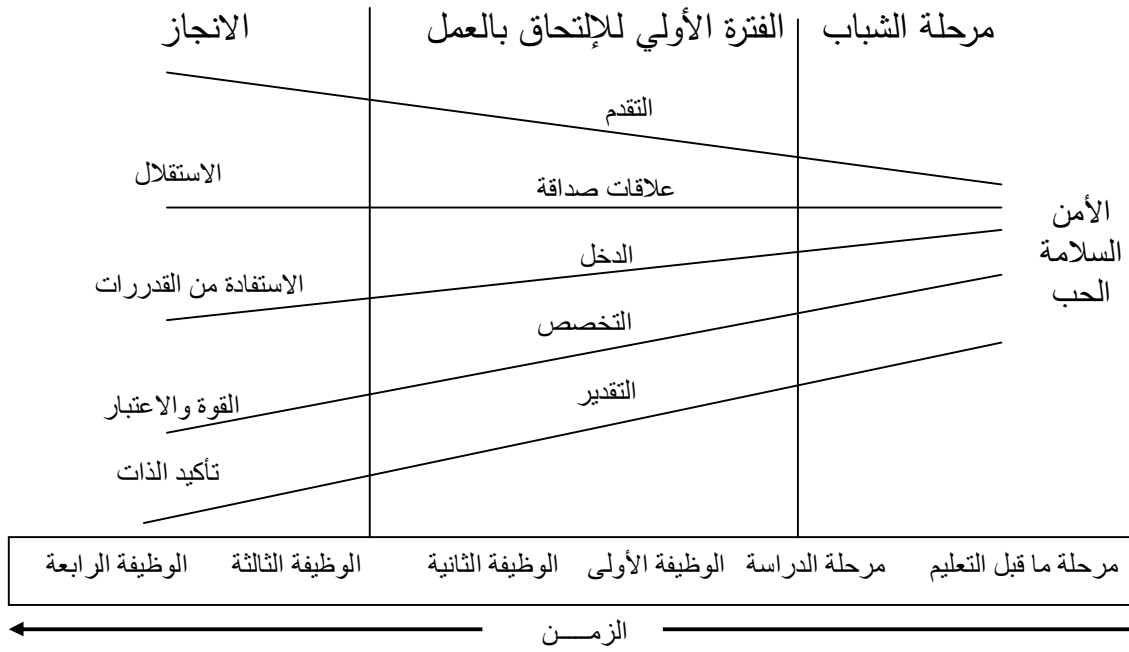 مرحلة الشباب
الفترة الأولي للإلتحاق بالعمل
الانجاز
التقدم
الاستقلال
علاقات صداقة
الأمن
السلامة
الحب
الدخل
الاستفادة من القدررات
التخصص
التقدير
القوة والاعتبار
تأكيد الذات
مرحلة ما قبل التعليم
مرحلة الدراسة
الوظيفة الأولى
الوظيفة الثانية
الوظيفة الثالثة
الوظيفة الرابعة
الزمــــن